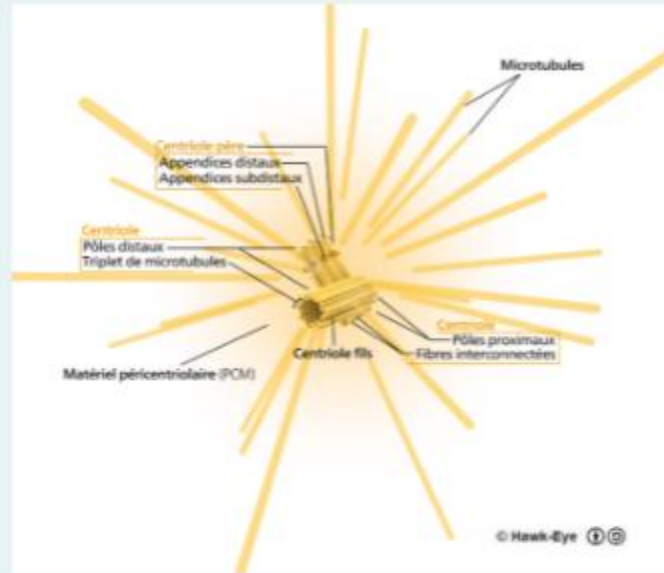 Microtubules
Centriole père
Appendices distaux
Appendices subdistaux
Centriole
Pôles distaux
Triplet de microtubules
Centriole
Pôles proximaux
Centriole fils
Fibres interconnectées
Matériel péricentriolaire (PCM)
© Hawk-Eye